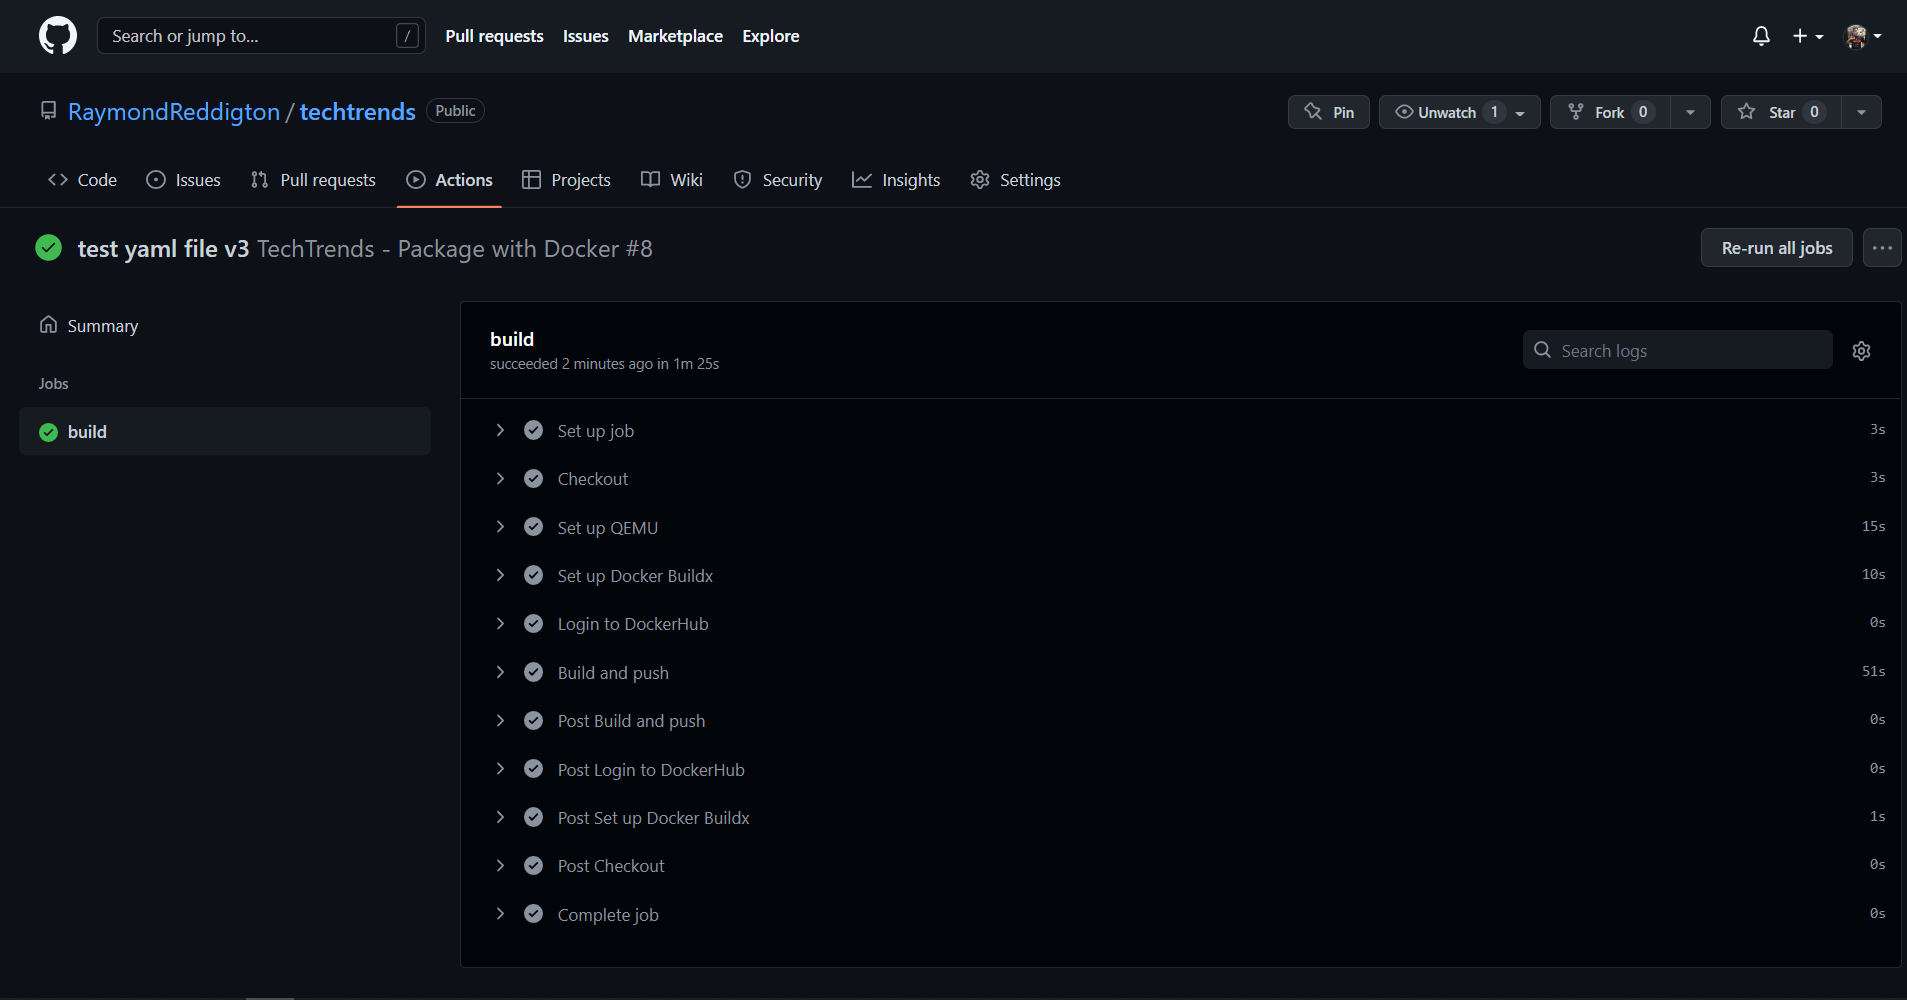 Search or jump to... / Pull requests Issues Marketplace Explore
RaymondReddigton / techtrends Public Pin Unwatch 1 Fork 0 Star 0
Code Issues Pull requests Actions Projects Wiki Security Insights Settings
test yaml file v3 TechTrends - Package with Docker #8 Re-run all jobs ...
Summary
Jobs
build
build
succeeded 2 minutes ago in 1m 25s
Search logs
Set up job 3s
Checkout 3s
Set up QEMU 15s
Set up Docker Buildx 10s
Login to DockerHub 0s
Build and push 51s
Post Build and push 0s
Post Login to DockerHub 0s
Post Set up Docker Buildx 1s
Post Checkout 0s
Complete job 0s